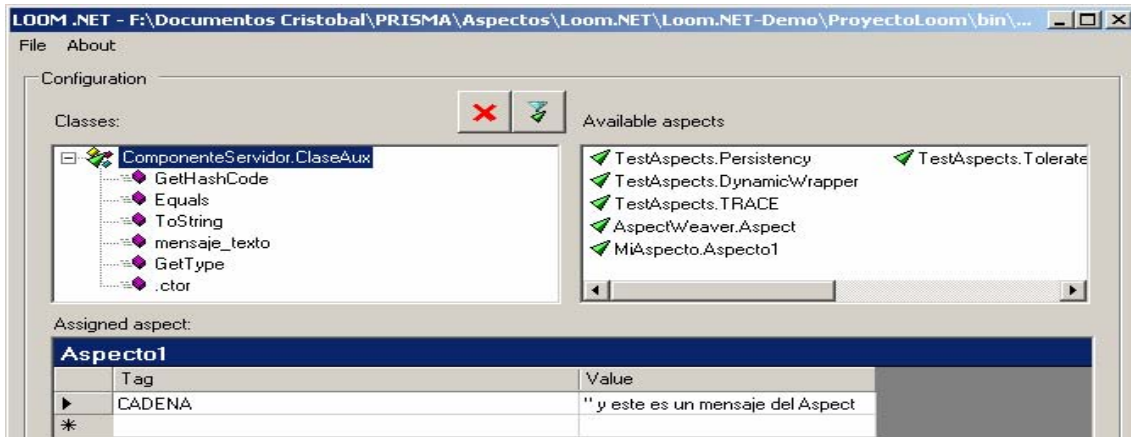 LOOM .NET - F:\Documentos Cristobal\PRISMA\Aspectos\Loom.NET\Loom.NET-Demo\ProyectoLoom\bin\...
File About
Configuration
Classes:
Available aspects
ComponenteServidor.ClaseAux
GetHashCode
Equals
ToString
mensaje_texto
GetType
.ctor
TestAspects.Persistency TestAspects.Tolerate
TestAspects.DynamicWrapper
TestAspects.TRACE
AspectWeaver.Aspect
MiAspecto.Aspecto1
Assigned aspect:
Aspecto1
Tag Value
CADENA " y este es un mensaje del Aspect